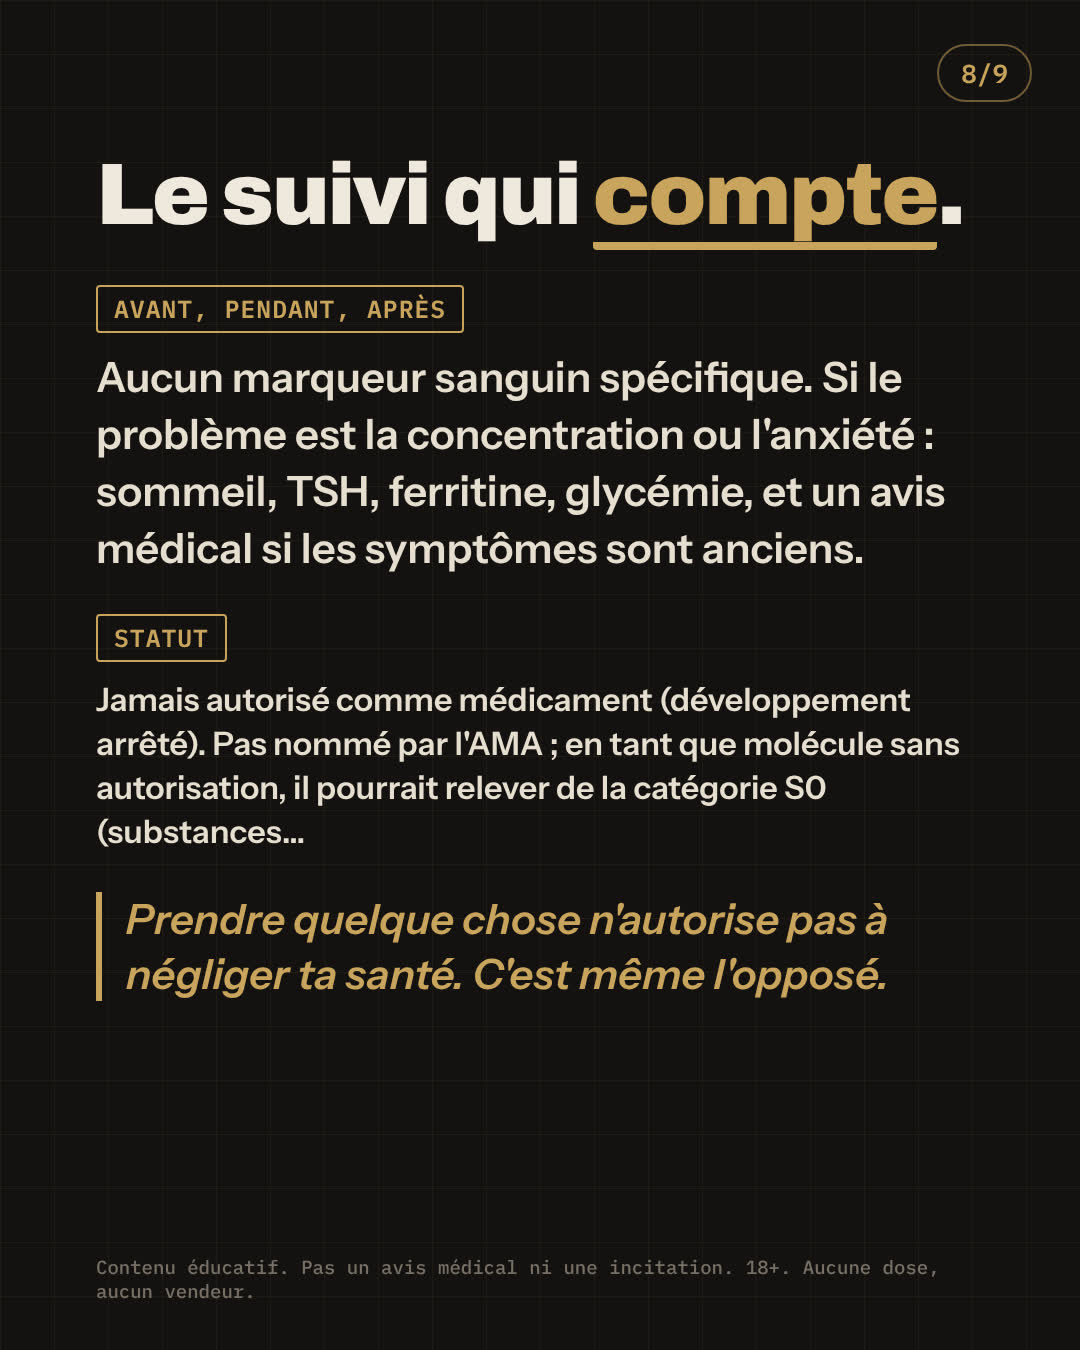 8/9
Le suivi qui compte.
AVANT, PENDANT, APRÈS
Aucun marqueur sanguin spécifique. Si le
problème est la concentration ou l'anxiété :
sommeil, TSH, ferritine, glycémie, et un avis
médical si les symptômes sont anciens.
STATUT
Jamais autorisé comme médicament (développement
arrêté). Pas nommé par l'AMA ; en tant que molécule sans
autorisation, il pourrait relever de la catégorie S0
(substances...
Prendre quelque chose n'autorise pas à
négliger ta santé. C'est même l'opposé.
Contenu éducatif. Pas un avis médical ni une incitation. 18+. Aucune dose,
aucun vendeur.